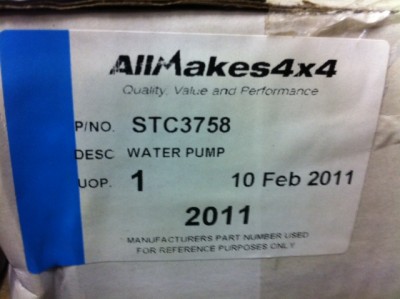 AllMakes4x4
Quality, Value and Performance
P/NO. STC3758
DESC WATER PUMP
UOP. 1 10 Feb 2011
2011
MANUFACTURERS PART NUMBER USED
FOR REFERENCE PURPOSES ONLY